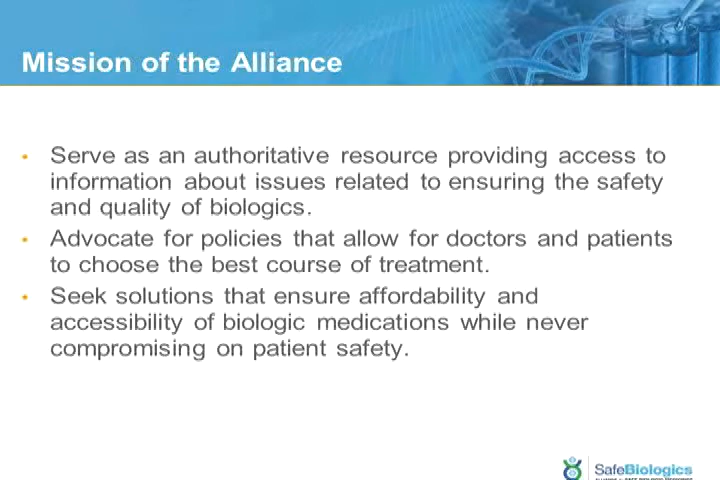 Mission of the Alliance
• Serve as an authoritative resource providing access to
information about issues related to ensuring the safety
and quality of biologics.
• Advocate for policies that allow for doctors and patients
to choose the best course of treatment.
• Seek solutions that ensure affordability and
accessibility of biologic medications while never
compromising on patient safety.
SafeBiologics